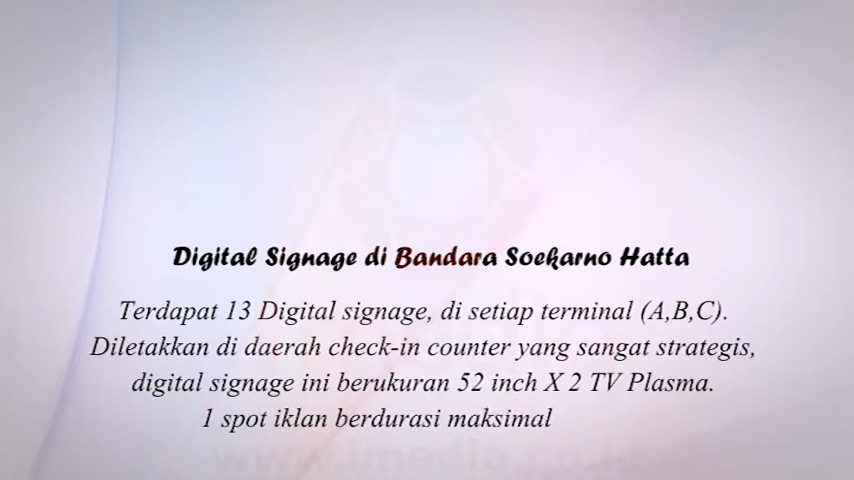 Digital Signage di Bandara Soekarno Hatta
Terdapat 13 Digital signage, di setiap terminal (A,B,C).
Diletakkan di daerah check-in counter yang sangat strategis,
digital signage ini berukuran 52 inch X 2 TV Plasma.
1 spot iklan berdurasi maksimal